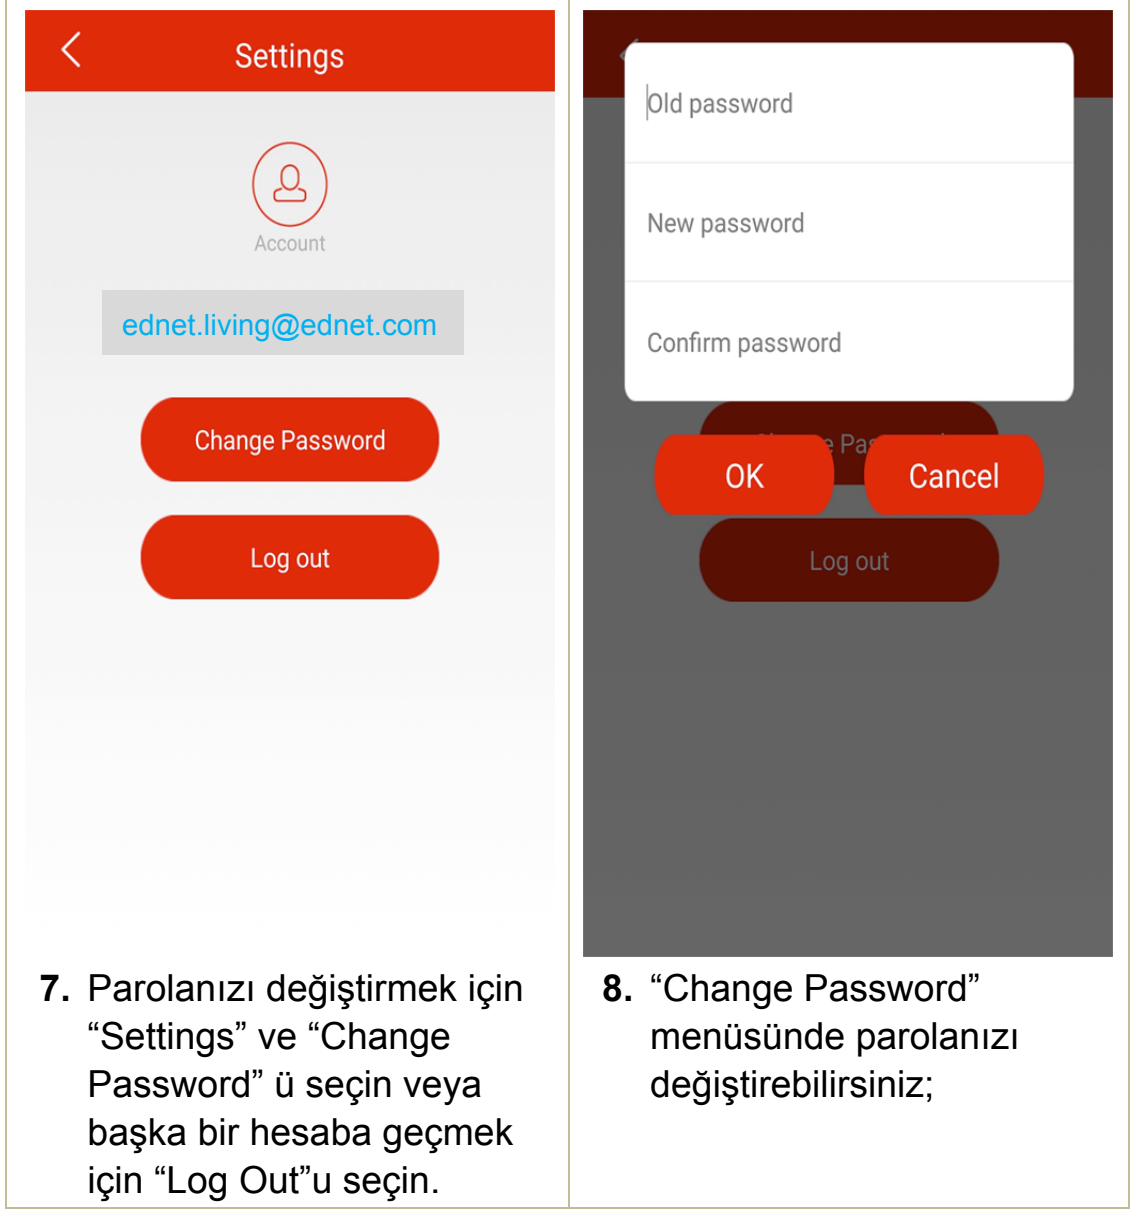 Settings
Account
ednet.living@ednet.com
Change Password
Log out
7. Parolanızı değiştirmek için
“Settings” ve “Change
Password” ü seçin veya
başka bir hesaba geçmek
için “Log Out”u seçin.
Old password
New password
Confirm password
OK
Cancel
Log out
8. “Change Password”
menüsünde parolanızı
değiştirebilirsiniz;